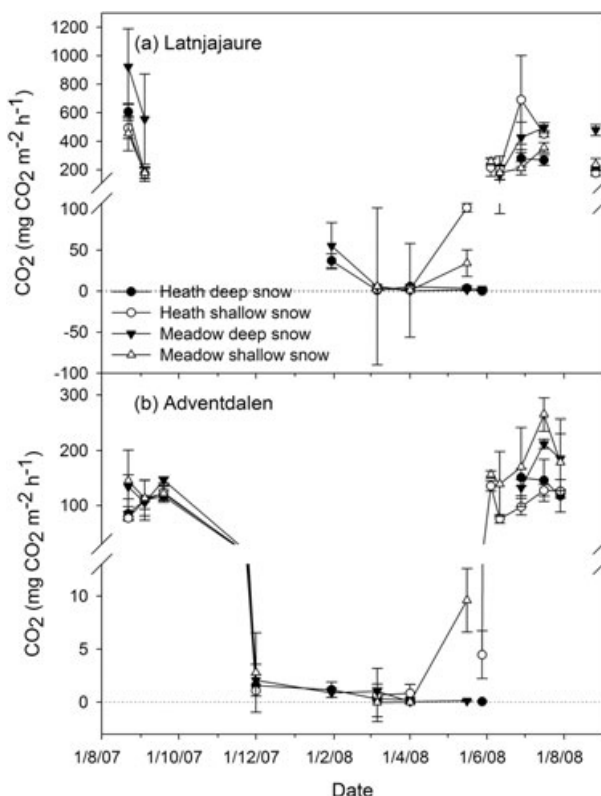 (a) Latnjajaure
1200
1000
800
600
400
200
100
50
0
-50
-100
CO2 (mg CO2 m-2 h-1)
Heath deep snow
Heath shallow snow
Meadow deep snow
Meadow shallow snow
(b) Adventdalen
300
200
100
10
5
0
CO2 (mg CO2 m-2 h-1)
1/8/07 1/10/07 1/12/07 1/2/08 1/4/08 1/6/08 1/8/08
Date